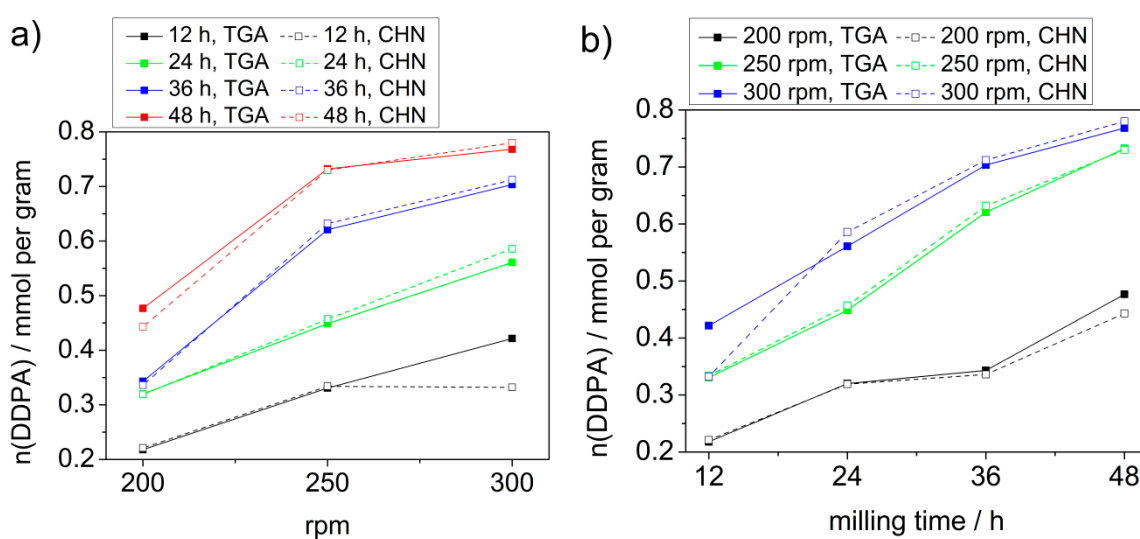 a)
12 h, TGA 12 h, CHN
24 h, TGA 24 h, CHN
36 h, TGA 36 h, CHN
48 h, TGA 48 h, CHN
n(DDPA) / mmol per gram
0.8
0.7
0.6
0.5
0.4
0.3
0.2
200 250 300
rpm
b)
200 rpm, TGA 200 rpm, CHN
250 rpm, TGA 250 rpm, CHN
300 rpm, TGA 300 rpm, CHN
n(DDPA) / mmol per gram
0.8
0.7
0.6
0.5
0.4
0.3
0.2
12 24 36 48
milling time / h